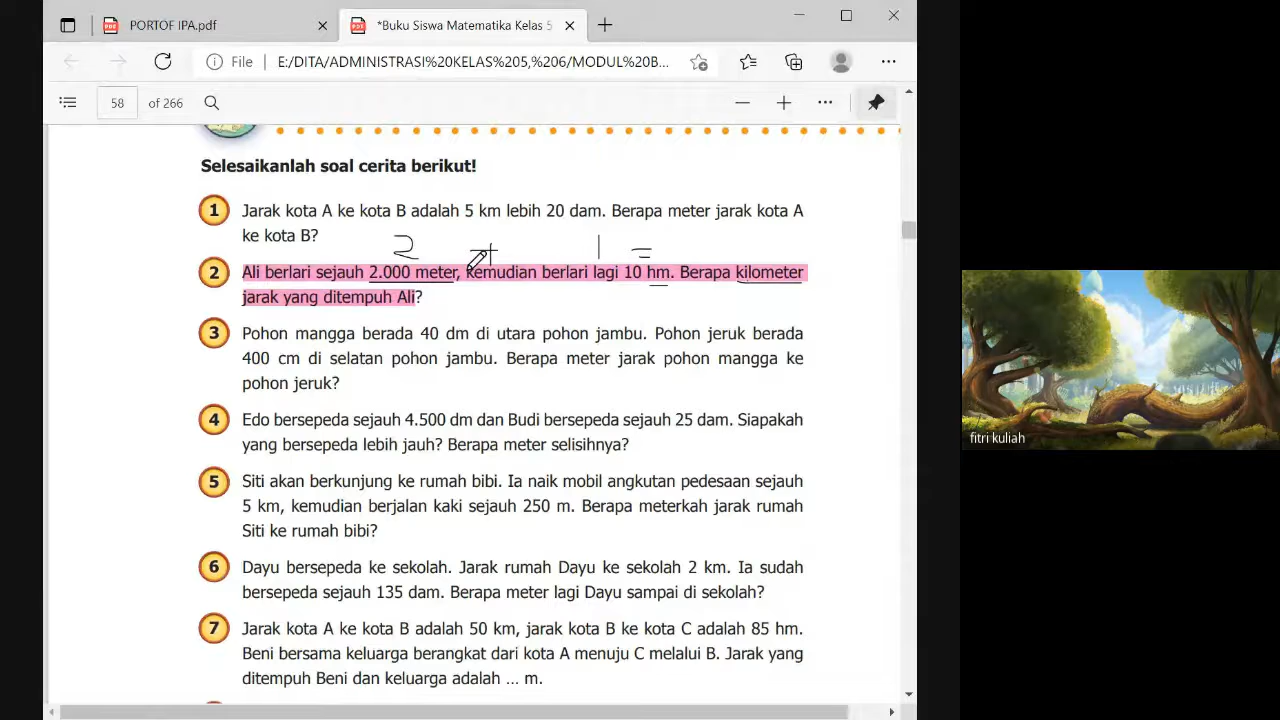 PORTOF IPA.pdf
*Buku Siswa Matematika Kelas 5
File
E:/DITA/ADMINISTRASI%20KELAS%205,%206/MODUL%20B...
58 of 266
Selesaikanlah soal cerita berikut!
1 Jarak kota A ke kota B adalah 5 km lebih 20 dam. Berapa meter jarak kota A
ke kota B?
2 + 1 =
2 Ali berlari sejauh 2.000 meter, kemudian berlari lagi 10 hm. Berapa kilometer
jarak yang ditempuh Ali?
3 Pohon mangga berada 40 dm di utara pohon jambu. Pohon jeruk berada
400 cm di selatan pohon jambu. Berapa meter jarak pohon mangga ke
pohon jeruk?
4 Edo bersepeda sejauh 4.500 dm dan Budi bersepeda sejauh 25 dam. Siapakah
yang bersepeda lebih jauh? Berapa meter selisihnya?
5 Siti akan berkunjung ke rumah bibi. Ia naik mobil angkutan pedesaan sejauh
5 km, kemudian berjalan kaki sejauh 250 m. Berapa meterkah jarak rumah
Siti ke rumah bibi?
6 Dayu bersepeda ke sekolah. Jarak rumah Dayu ke sekolah 2 km. Ia sudah
bersepeda sejauh 135 dam. Berapa meter lagi Dayu sampai di sekolah?
7 Jarak kota A ke kota B adalah 50 km, jarak kota B ke kota C adalah 85 hm.
Beni bersama keluarga berangkat dari kota A menuju C melalui B. Jarak yang
ditempuh Beni dan keluarga adalah ... m.
fitri kuliah